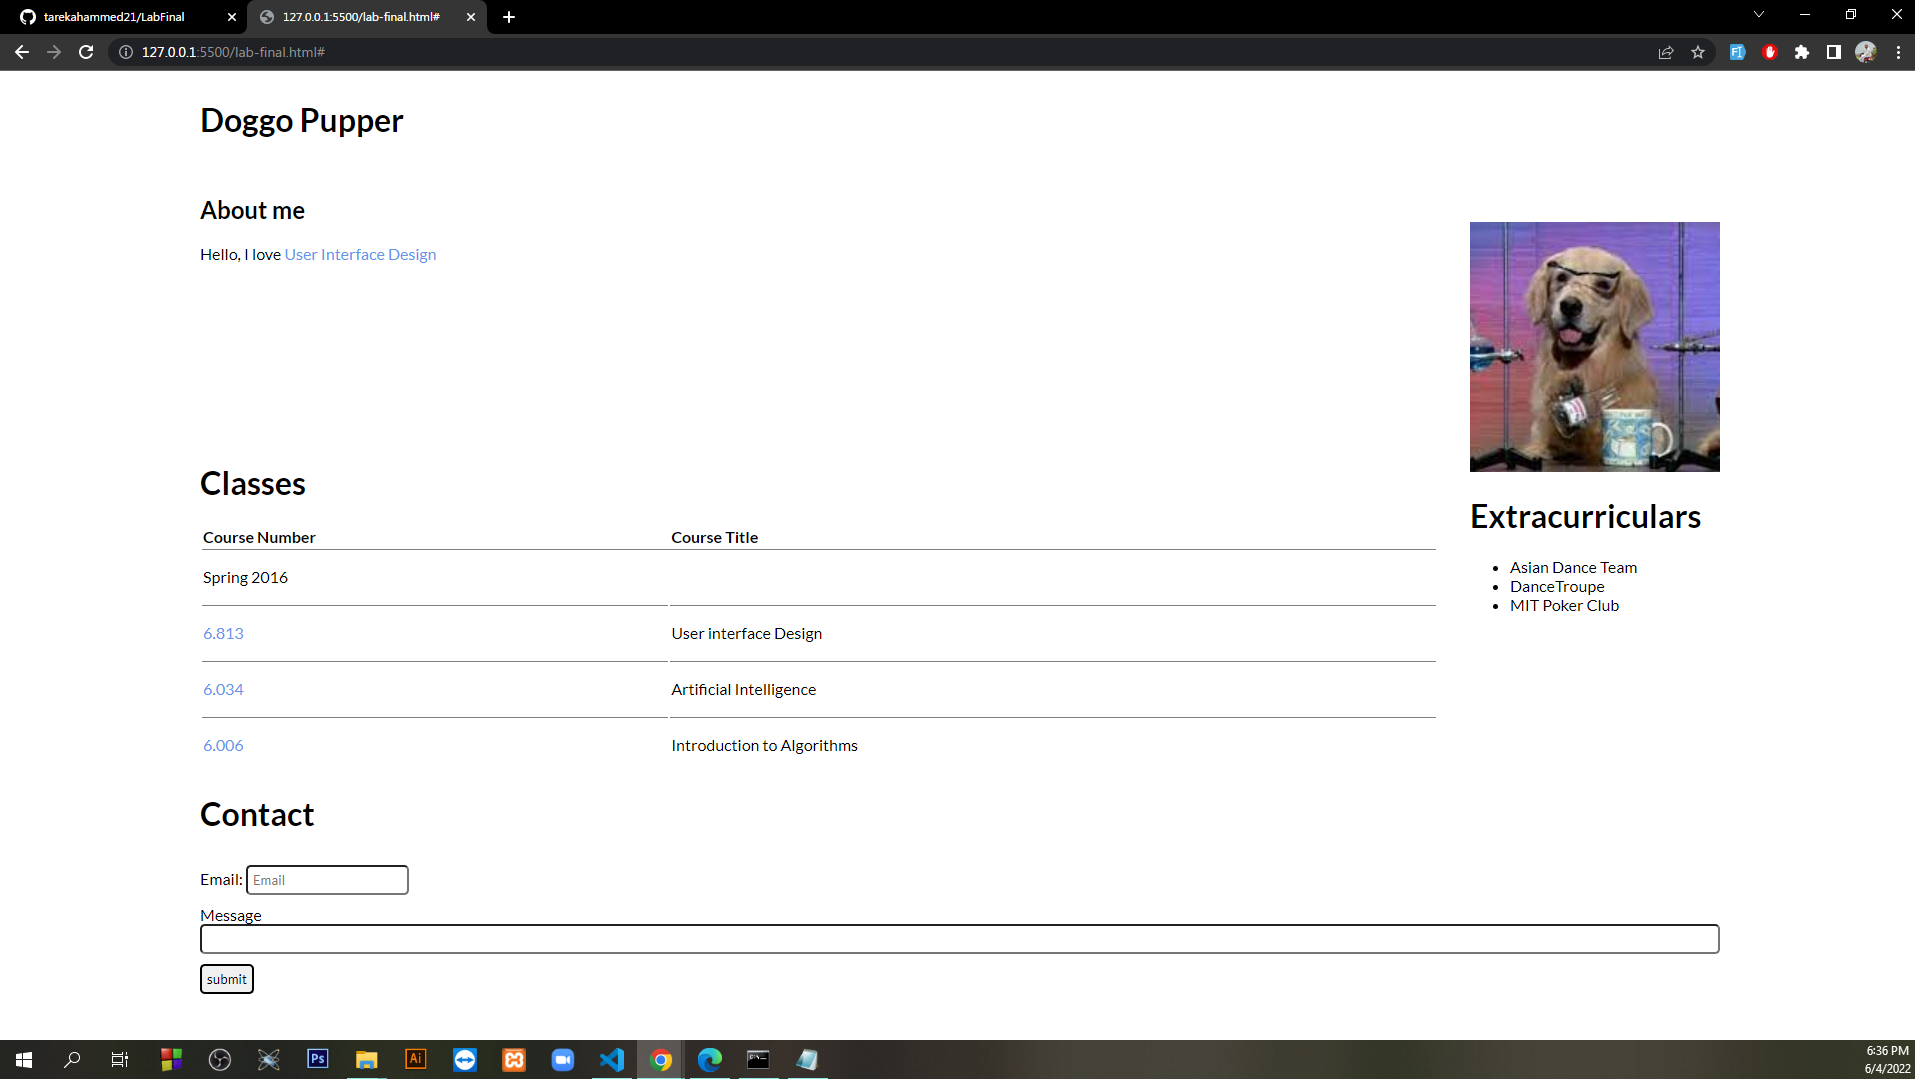 tarekahammed21/LabFinal
127.0.0.1:5500/lab-final.html#
127.0.0.1:5500/lab-final.html#
Doggo Pupper
About me
Hello, I love User Interface Design
Classes
Course Number Course Title
Spring 2016
6.813 User interface Design
6.034 Artificial Intelligence
6.006 Introduction to Algorithms
Extracurriculars
• Asian Dance Team
• DanceTroupe
• MIT Poker Club
Contact
Email: Email
Message
submit
Ps
Ai
6:36 PM
6/4/2022